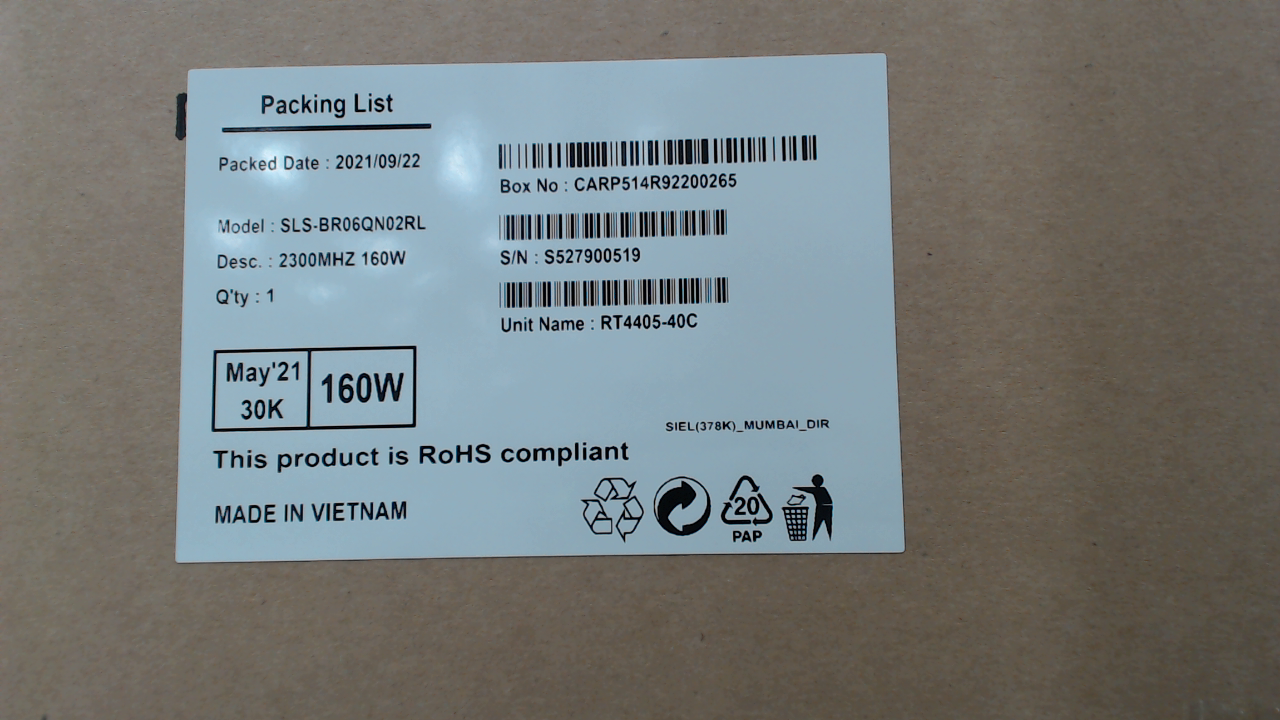 Packing List
Packed Date : 2021/09/22
Box No : CARP514R92200265
Model : SLS-BR06QN02RL
S/N : S527900519
Desc. : 2300MHZ 160W
Q'ty : 1
Unit Name : RT4405-40C
May'21
30K
160W
SIEL(378K)_MUMBAI_DIR
This product is RoHS compliant
MADE IN VIETNAM
20
PAP